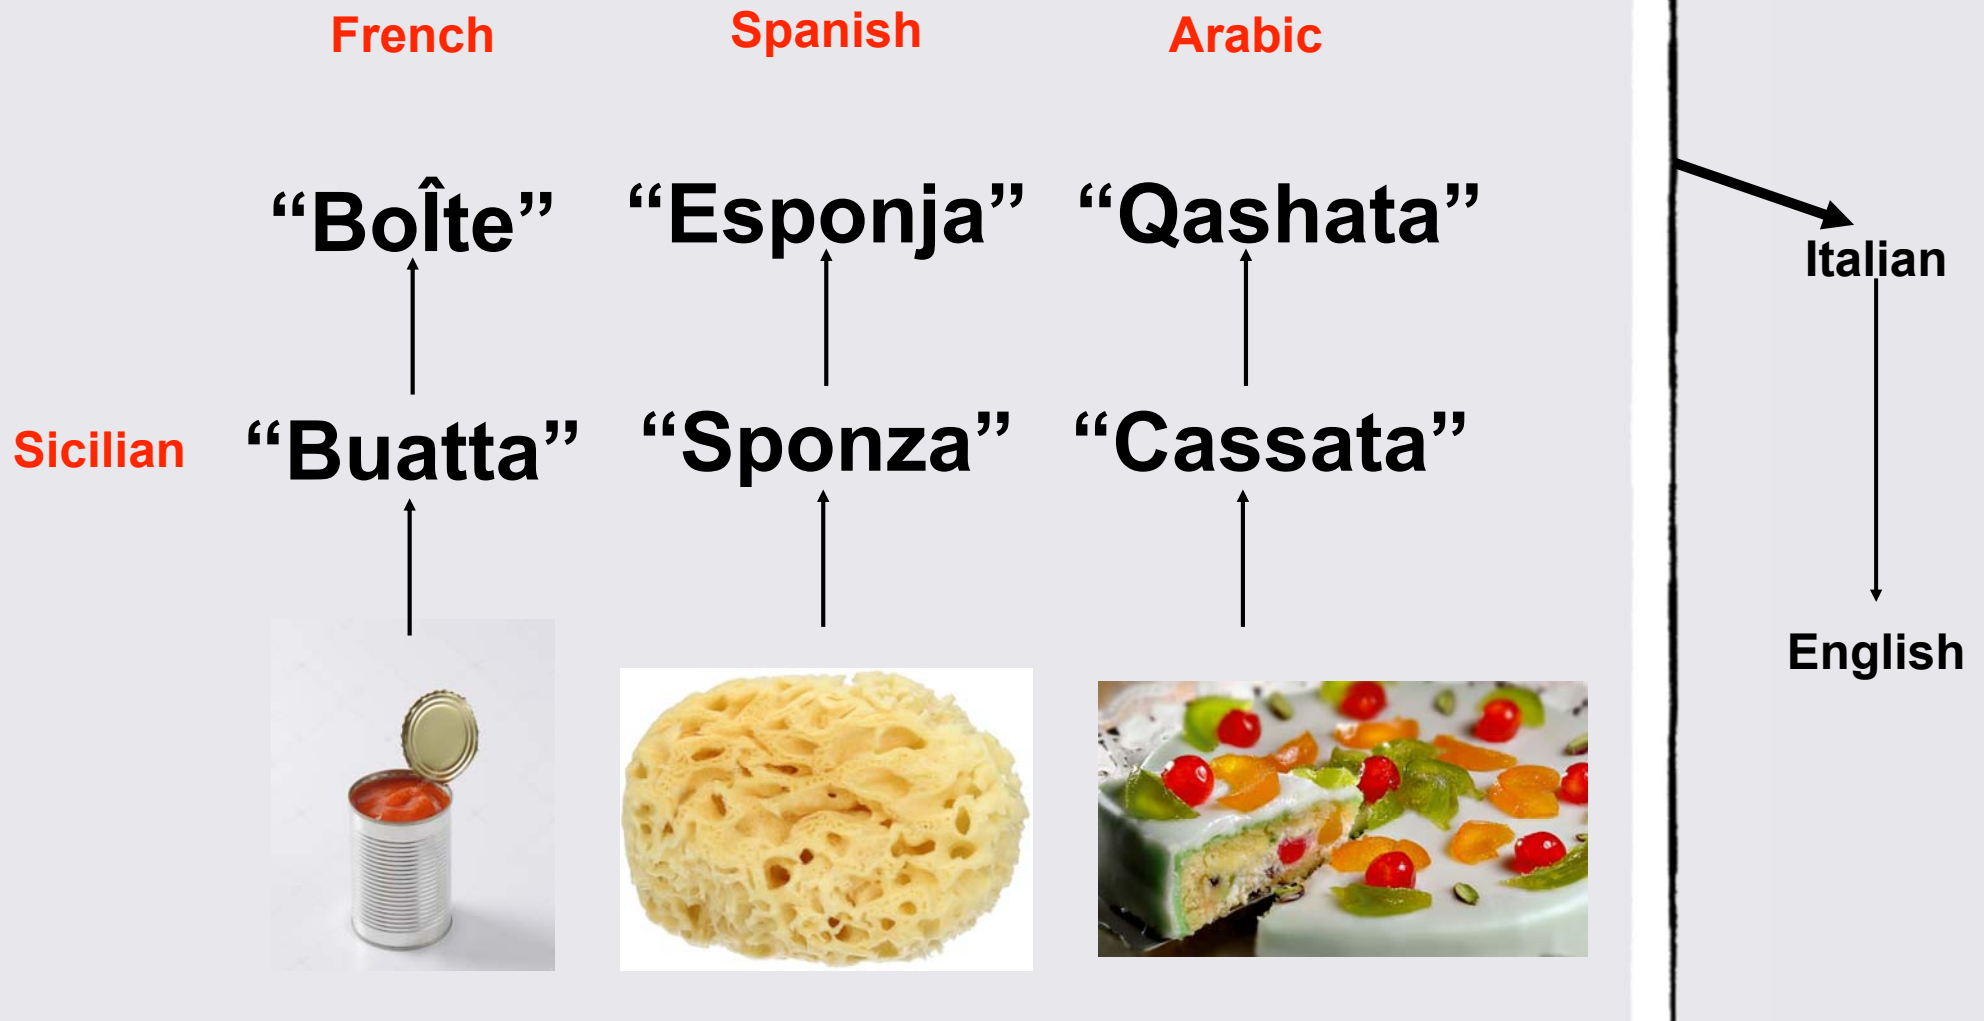 French Spanish Arabic
“BoÎte” “Esponja” “Qashata”
Italian
Sicilian “Buatta” “Sponza” “Cassata”
English